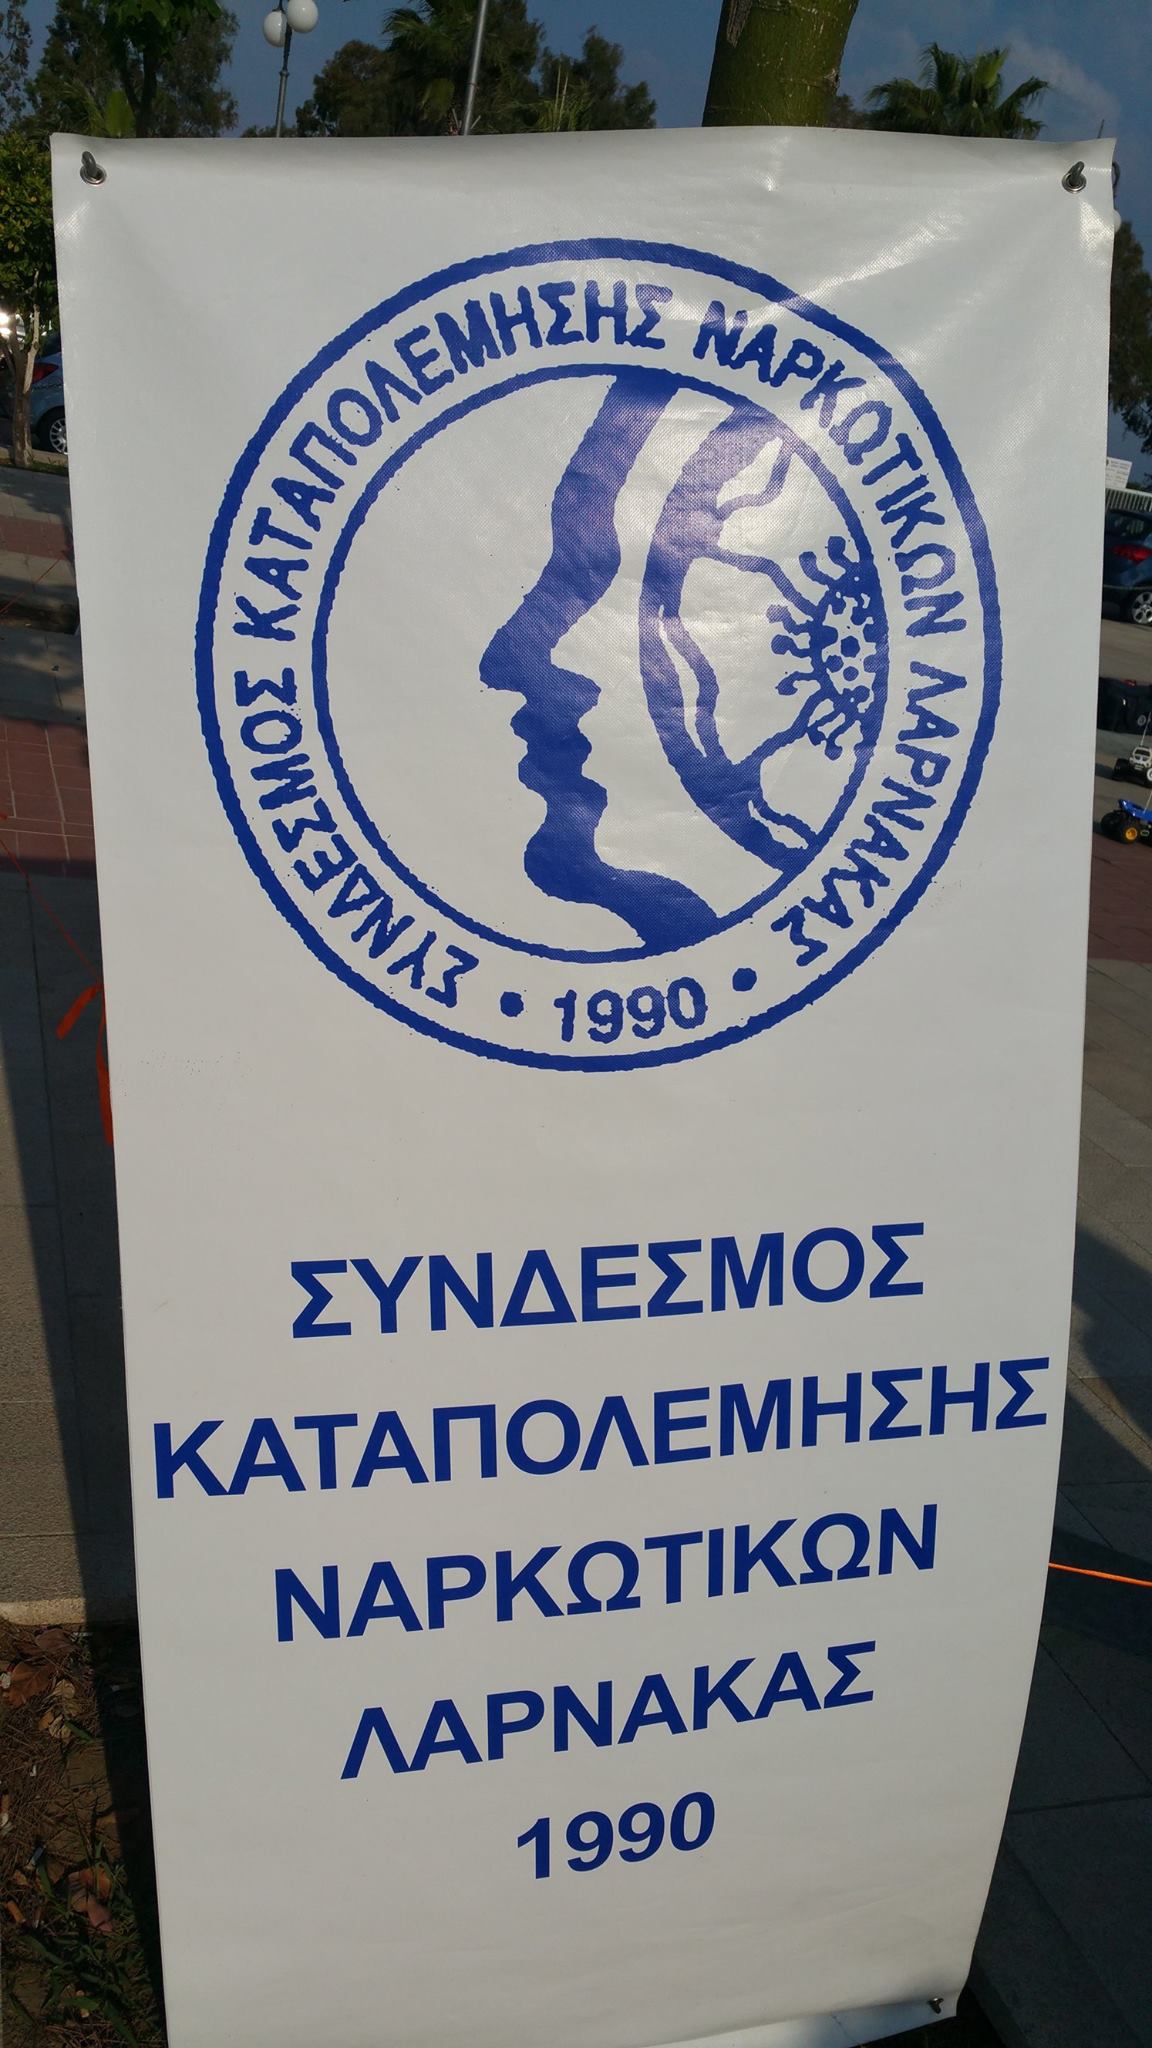 ΣΥΝΔΕΣΜΟΣ ΚΑΤΑΠΟΛΕΜΗΣΗΣ ΝΑΡΚΩΤΙΚΩΝ ΛΑΡΝΑΚΑΣ
• 1990 •
ΣΥΝΔΕΣΜΟΣ
ΚΑΤΑΠΟΛΕΜΗΣΗΣ
ΝΑΡΚΩΤΙΚΩΝ
ΛΑΡΝΑΚΑΣ
1990